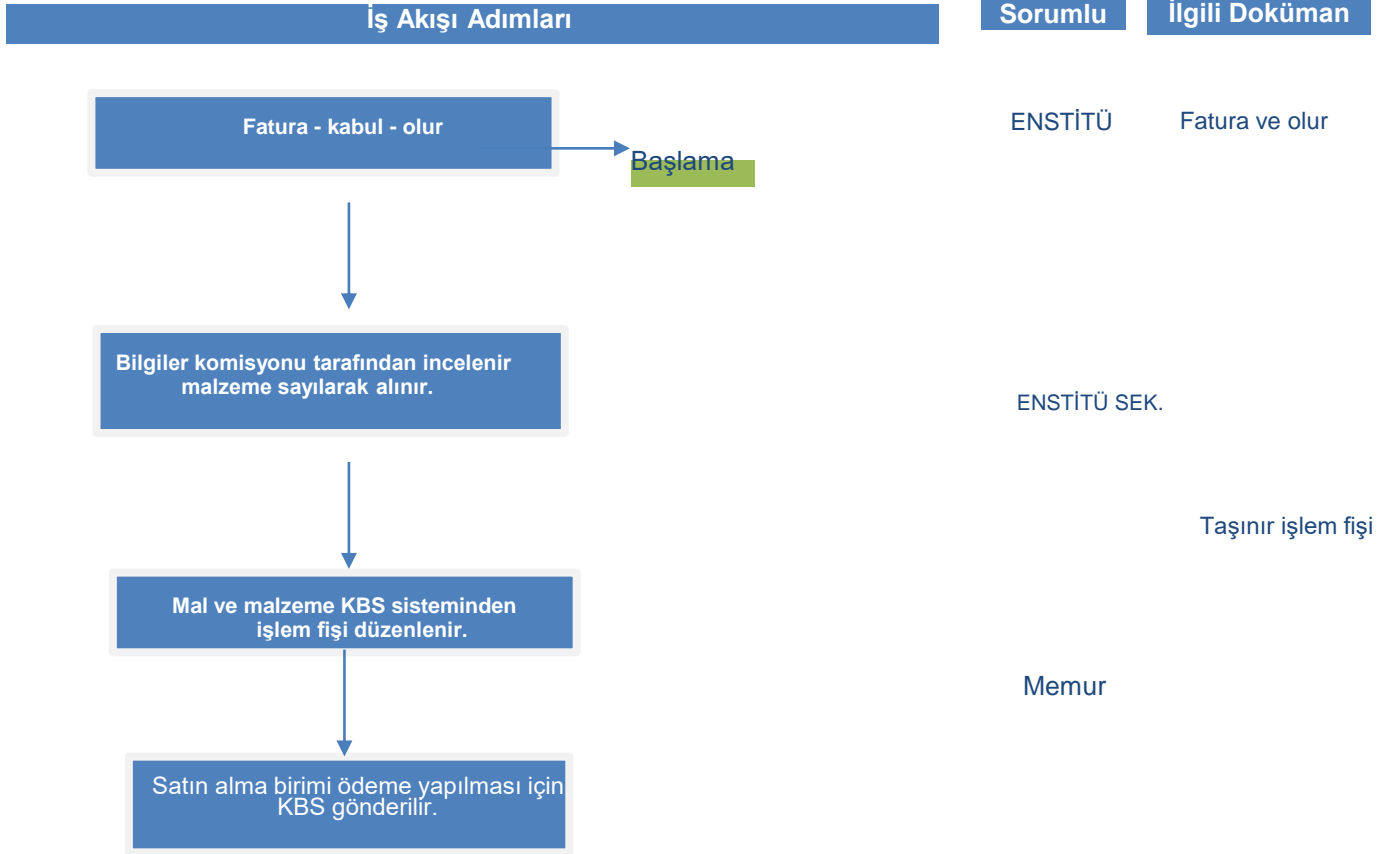 İş Akışı Adımları
Sorumlu
İlgili Doküman
Fatura - kabul - olur
Başlama
ENSTİTÜ
Fatura ve olur
Bilgiler komisyonu tarafından incelenir
malzeme sayılarak alınır.
ENSTİTÜ SEK.
Taşınır işlem fişi
Mal ve malzeme KBS sisteminden
işlem fişi düzenlenir.
Memur
Satın alma birimi ödeme yapılması için
KBS gönderilir.